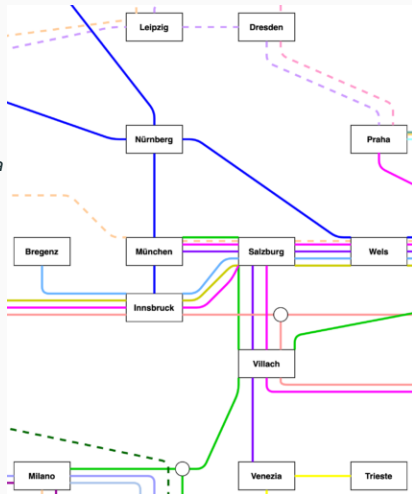 Leipzig Dresden
Nürnberg Praha
Bregenz München Salzburg Wels
Innsbruck
Villach
Milano Venezia Trieste